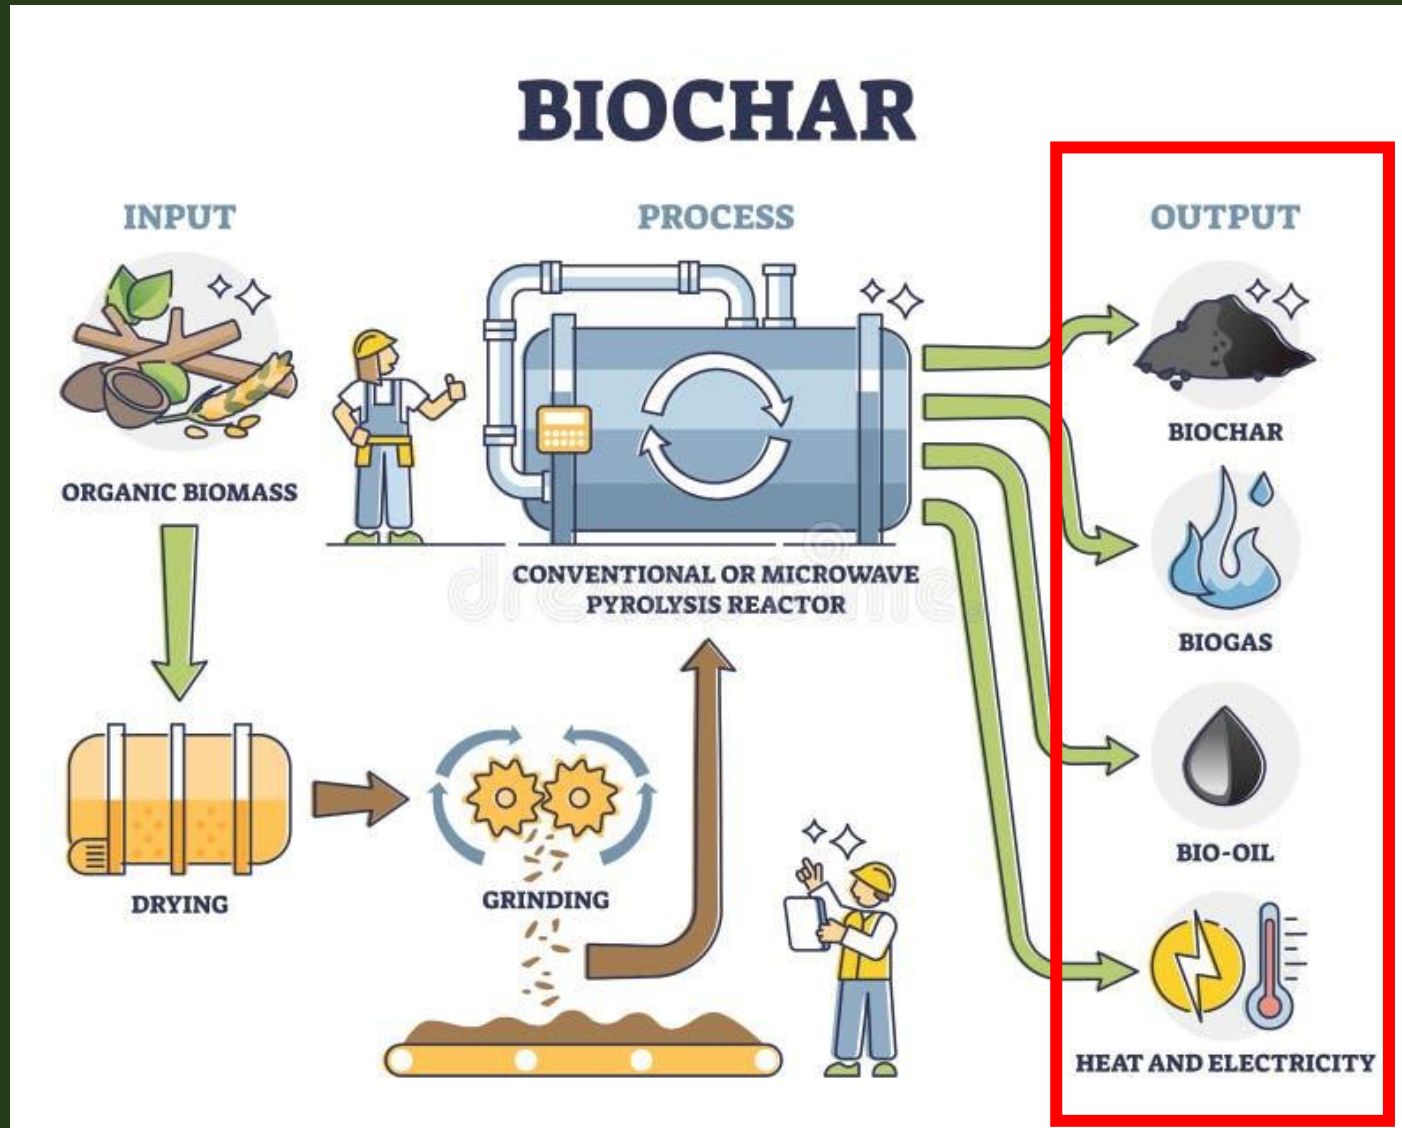 BIOCHAR
INPUT
PROCESS
OUTPUT
ORGANIC BIOMASS
CONVENTIONAL OR MICROWAVE
PYROLYSIS REACTOR
DRYING
GRINDING
BIOCHAR
BIOGAS
BIO-OIL
HEAT AND ELECTRICITY